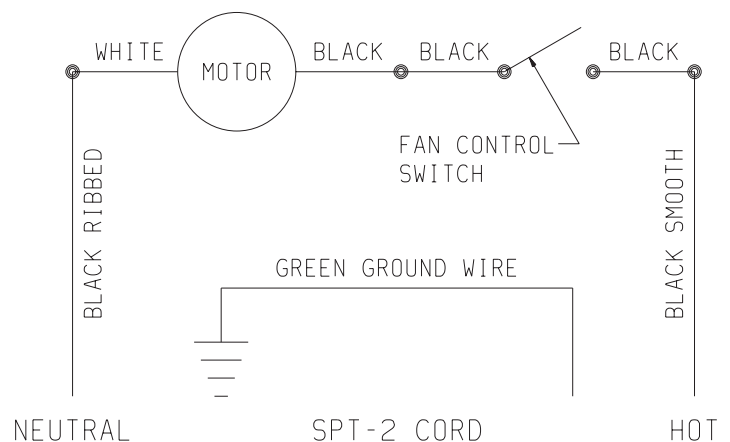 WHITE
MOTOR
BLACK
BLACK
BLACK
FAN CONTROL
SWITCH
BLACK RIBBED
BLACK SMOOTH
GREEN GROUND WIRE
NEUTRAL
SPT-2 CORD
HOT